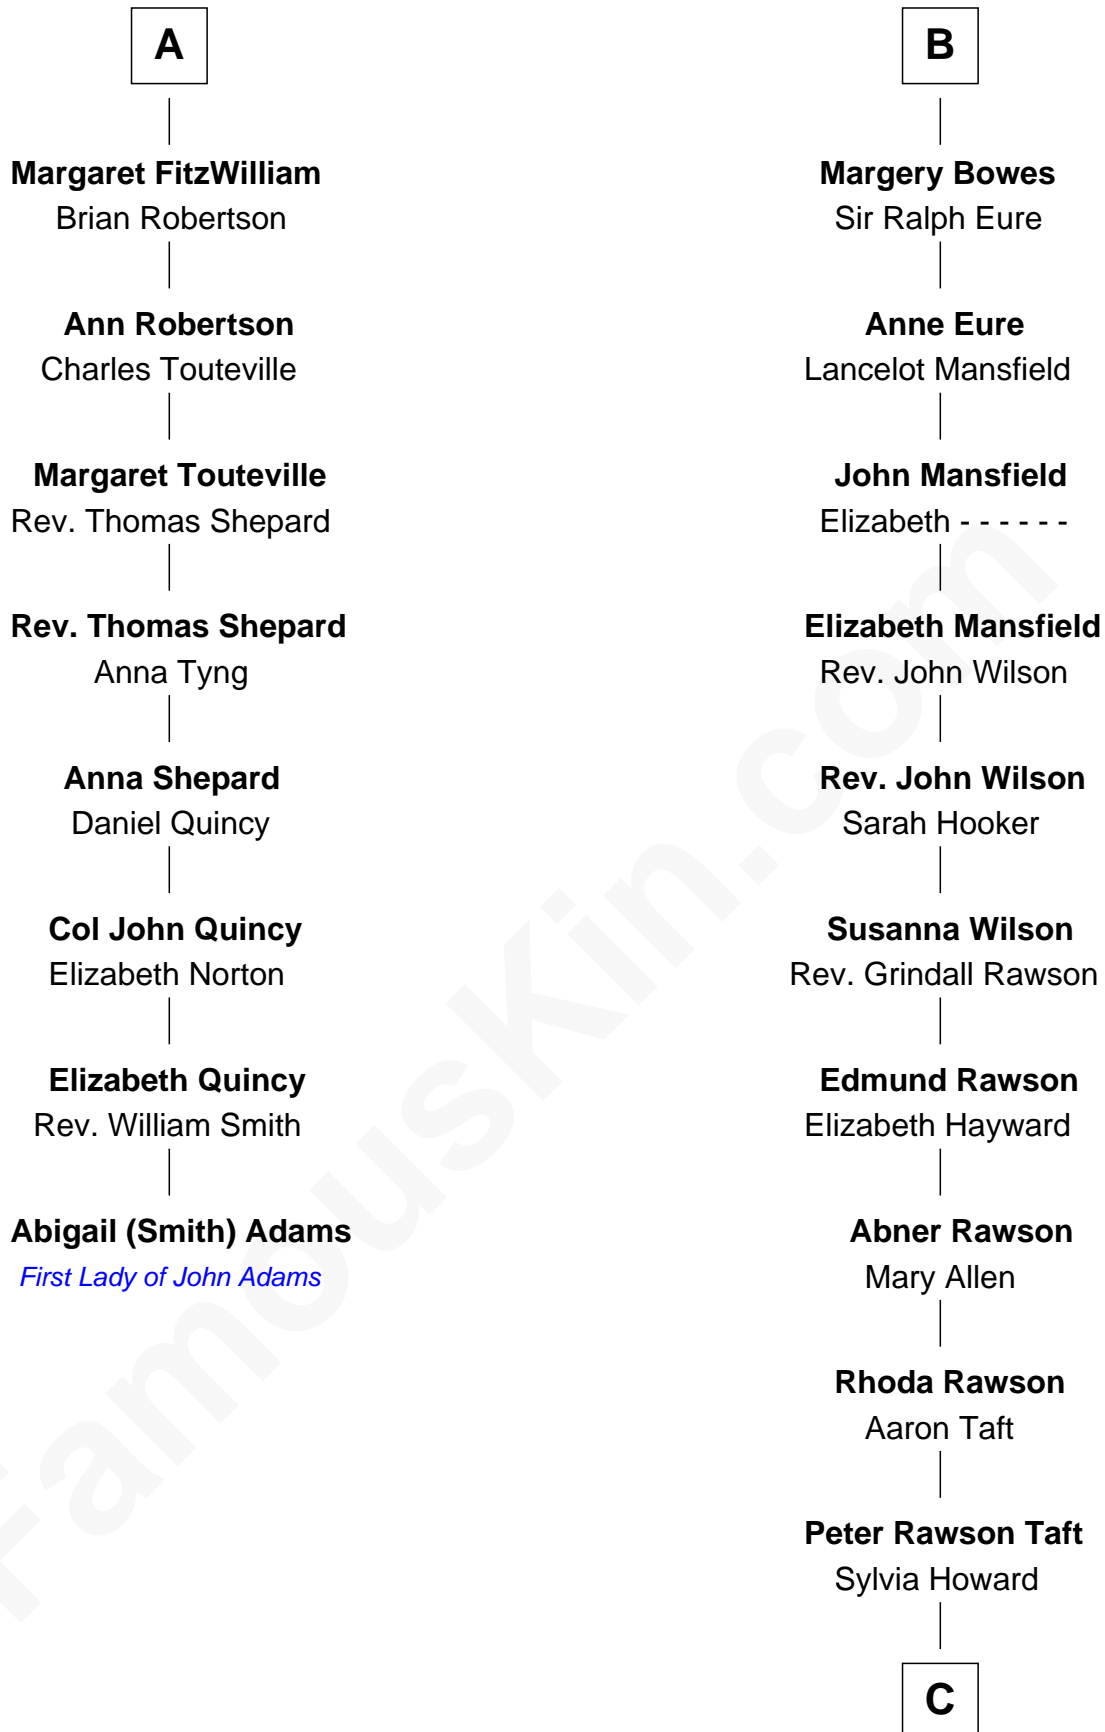 A
Margaret FitzWilliam
Brian Robertson
Ann Robertson
Charles Touteville
Margaret Touteville
Rev. Thomas Shepard
Rev. Thomas Shepard
Anna Tyng
Anna Shepard
Daniel Quincy
Col John Quincy
Elizabeth Norton
Elizabeth Quincy
Rev. William Smith
Abigail (Smith) Adams
First Lady of John Adams
B
Margery Bowes
Sir Ralph Eure
Anne Eure
Lancelot Mansfield
John Mansfield
Elizabeth - - - - - -
Elizabeth Mansfield
Rev. John Wilson
Rev. John Wilson
Sarah Hooker
Susanna Wilson
Rev. Grindall Rawson
Edmund Rawson
Elizabeth Hayward
Abner Rawson
Mary Allen
Rhoda Rawson
Aaron Taft
Peter Rawson Taft
Sylvia Howard
C
FamousKin.com